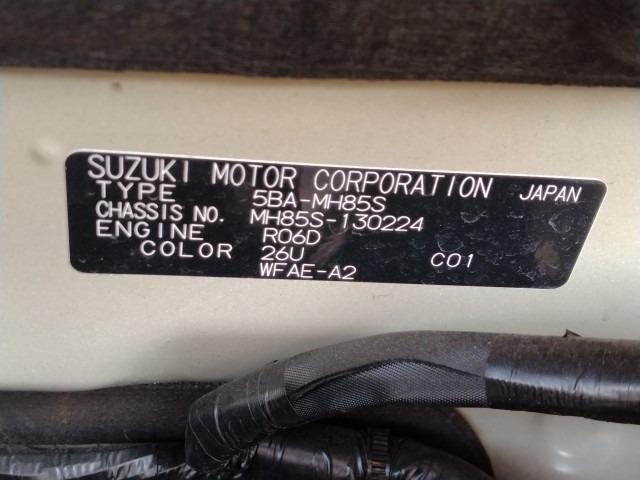 SUZUKI MOTOR CORPORATION JAPAN
TYPE 5BA-MH85S
CHASSIS NO. MH85S-130224
ENGINE R06D
COLOR 26U C01
WFAE-A2